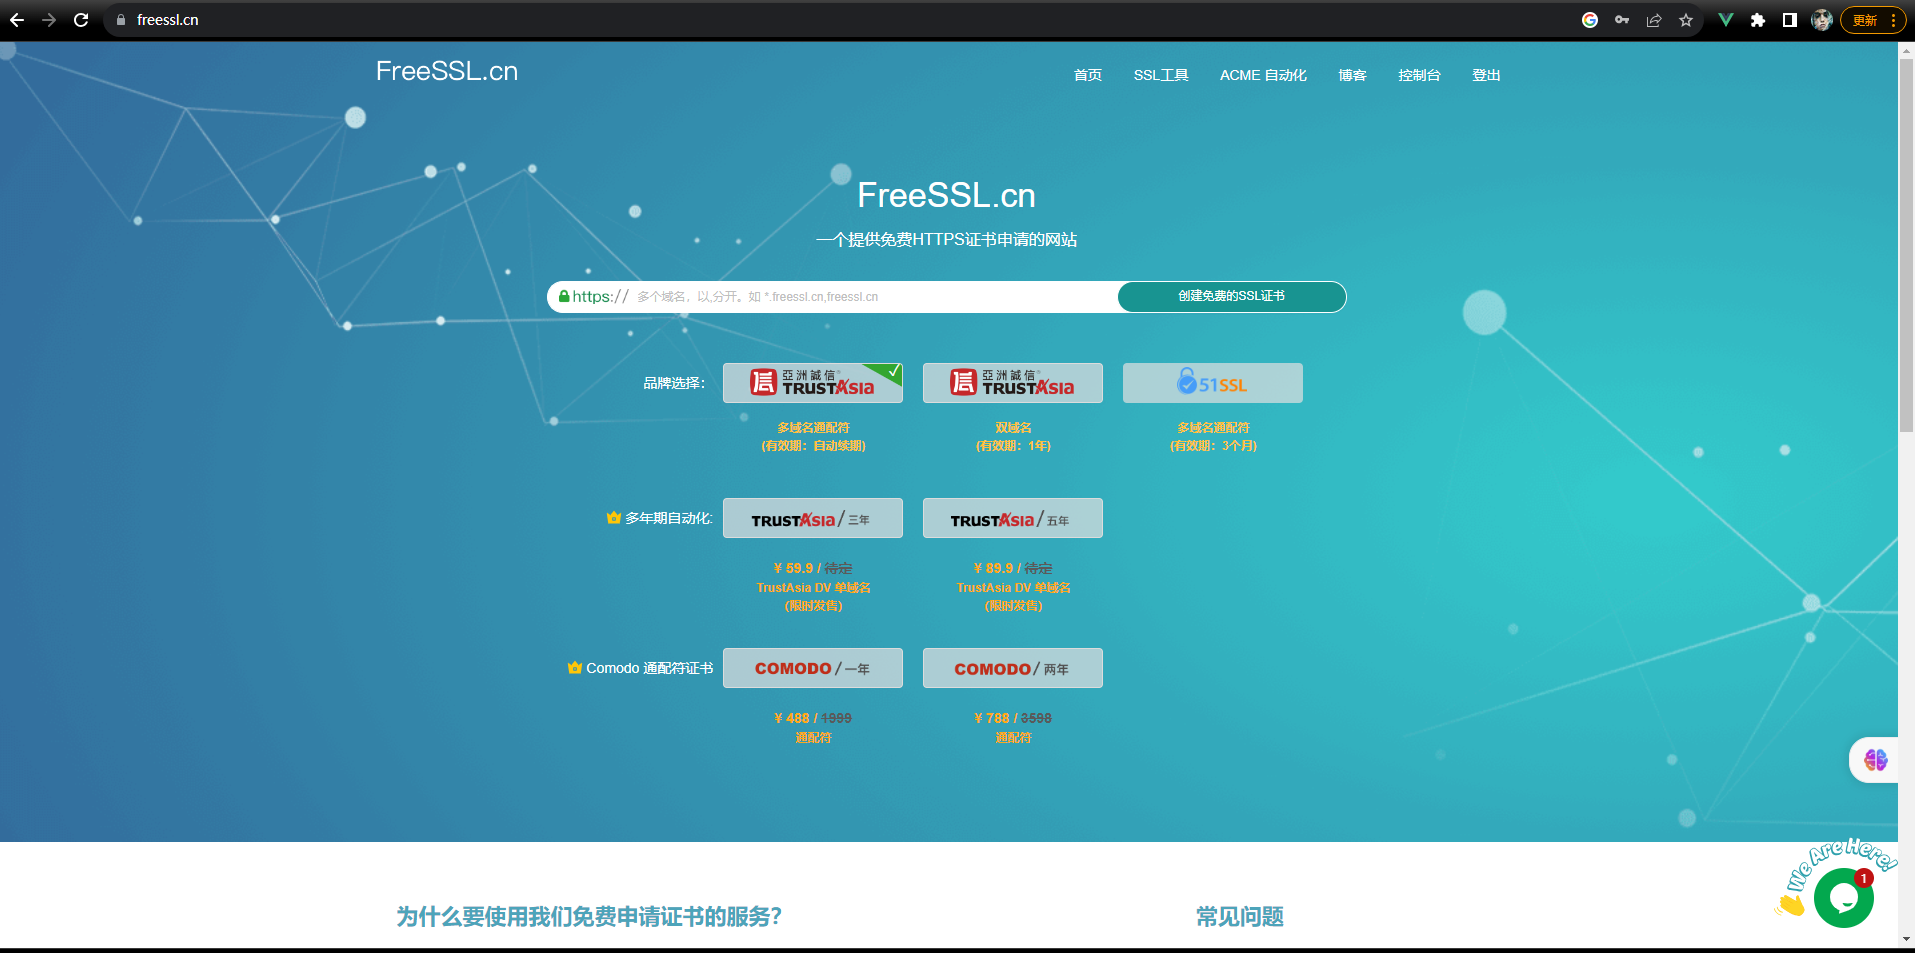 freessl.cn
更新
FreeSSL.cn
首页 SSL工具 ACME 自动化 博客 控制台 登出
FreeSSL.cn
一个提供免费HTTPS证书申请的网站
https:// 多个域名，以,分开。如 *.freessl.cn,freessl.cn 创建免费的SSL证书
品牌选择： 亞洲誠信® TRUSTASIA 亞洲誠信® TRUSTASIA 51SSL
多域名通配符 双域名 多域名通配符
(有效期：自动续期) (有效期：1年) (有效期：3个月)
多年期自动化: TRUSTASIA / 三年 TRUSTASIA / 五年
¥ 59.9 / 待定 ¥ 89.9 / 待定
TrustAsia DV 单域名 TrustAsia DV 单域名
(限时发售) (限时发售)
Comodo 通配符证书 COMODO / 一年 COMODO / 两年
¥ 488 / 1999 ¥ 788 / 3598
通配符 通配符
We Are Here!
1
为什么要使用我们免费申请证书的服务? 常见问题